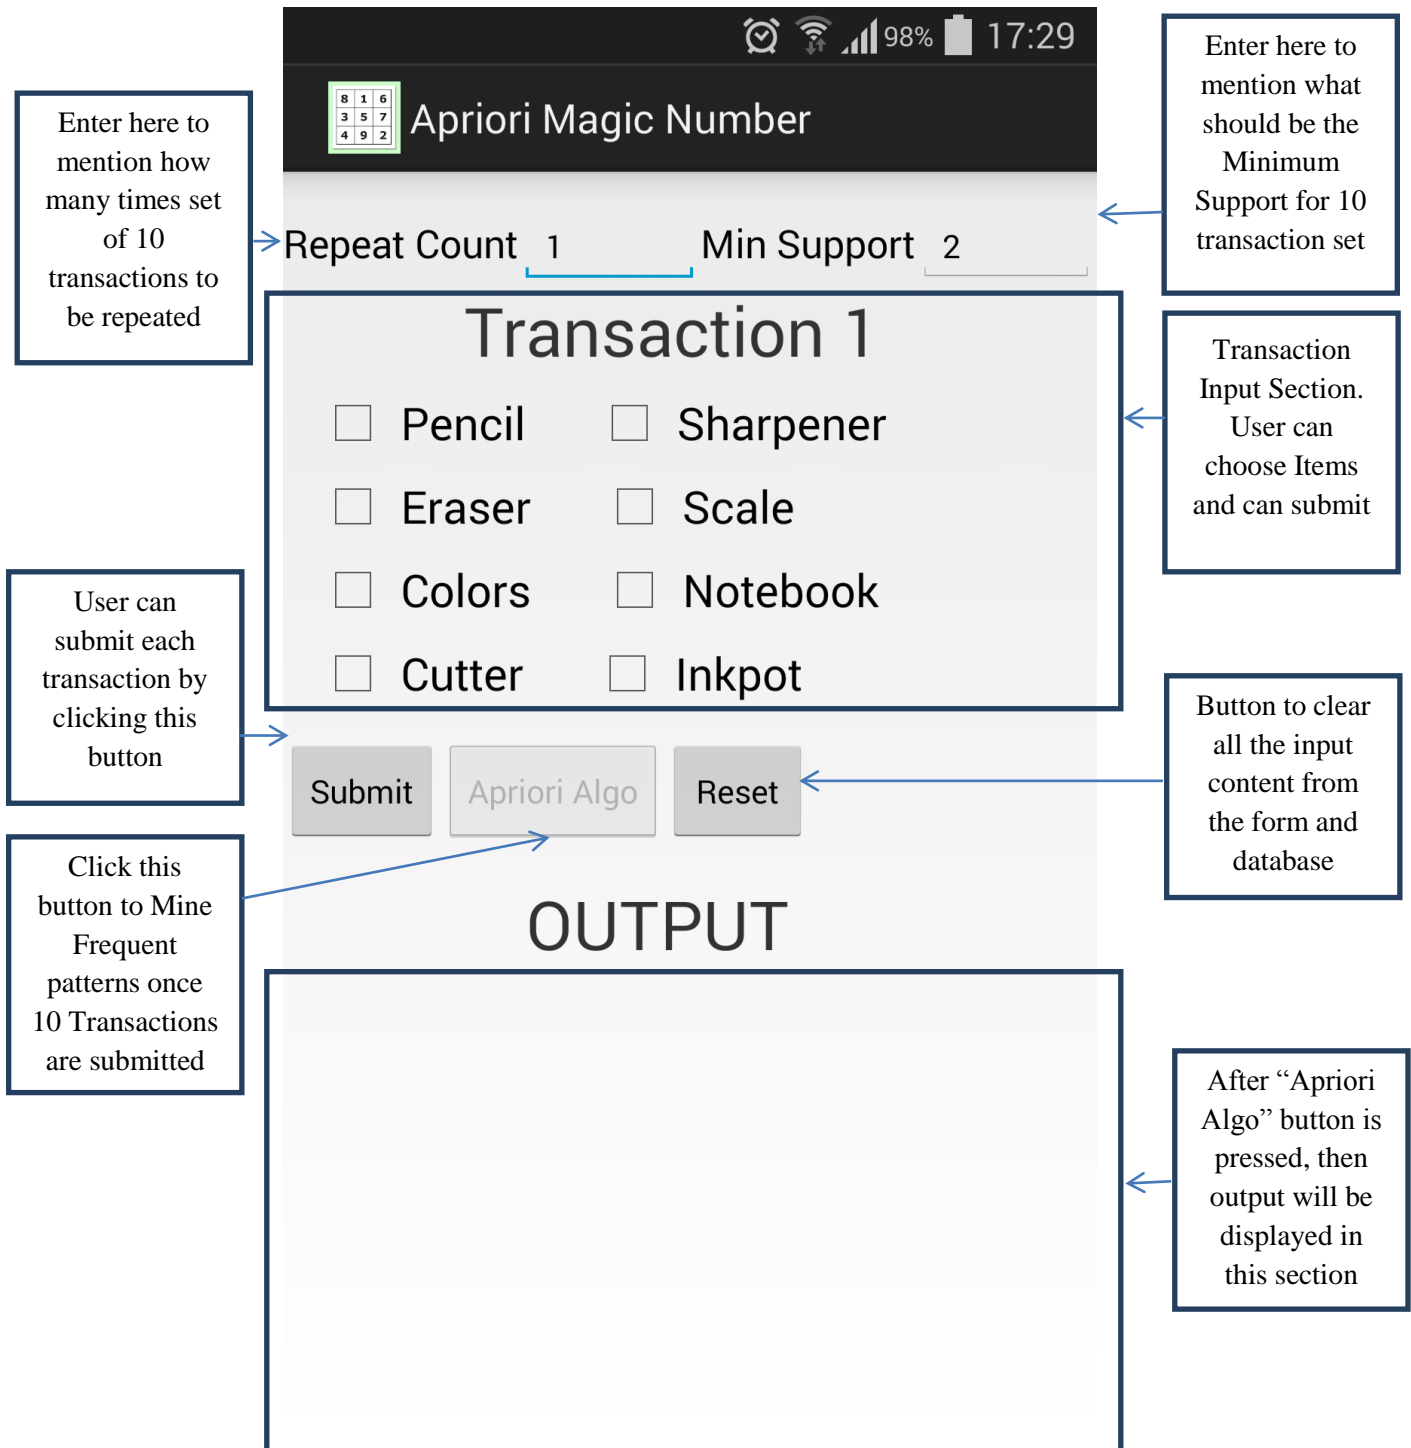 98% 17:29
8 1 6
3 5 7
4 9 2
Apriori Magic Number
Enter here to
mention how
many times set
of 10
transactions to
be repeated
Enter here to
mention what
should be the
Minimum
Support for 10
transaction set
Repeat Count 1 Min Support 2
Transaction 1
Pencil Sharpener
Eraser Scale
Colors Notebook
Cutter Inkpot
Transaction
Input Section.
User can
choose Items
and can submit
User can
submit each
transaction by
clicking this
button
Submit Apriori Algo Reset
Button to clear
all the input
content from
the form and
database
Click this
button to Mine
Frequent
patterns once
10 Transactions
are submitted
OUTPUT
After “Apriori
Algo” button is
pressed, then
output will be
displayed in
this section